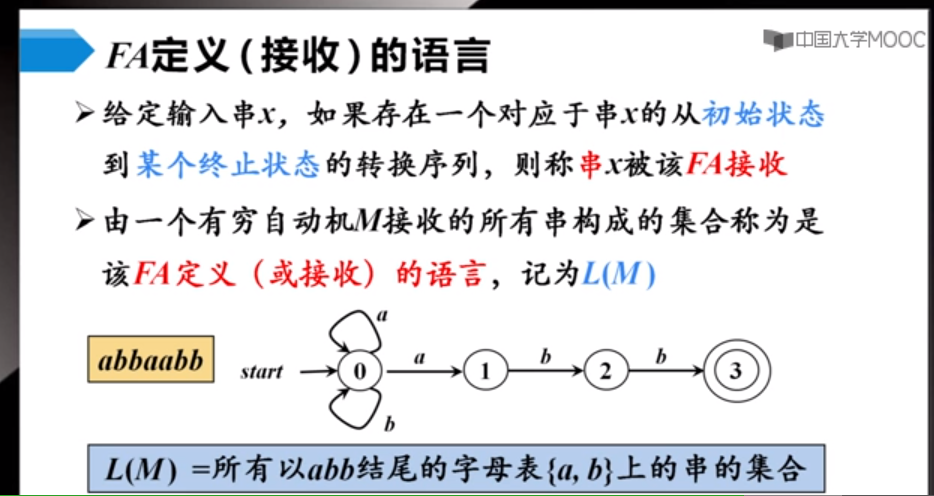 FA定义(接收)的语言
中国大学MOOC
给定输入串x，如果存在一个对应于串x的从初始状态
到某个终止状态的转换序列，则称串x被该FA接收
由一个有穷自动机M接收的所有串构成的集合称为是
该FA定义（或接收）的语言，记为L(M)
a
abbaabb
start 0 a 1 b 2 b 3
b
L(M) =所有以abb结尾的字母表{a, b}上的串的集合